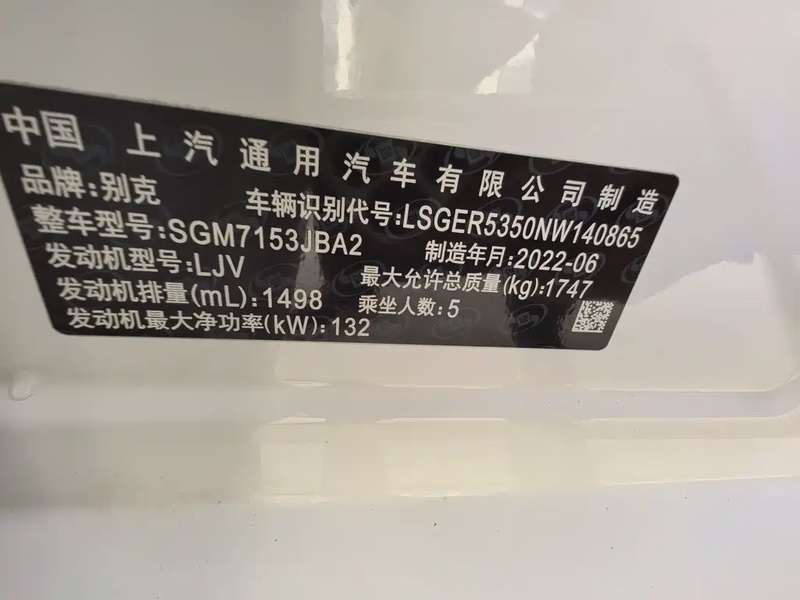 中国 上汽通用汽车有限公司制造
品牌:别克
车辆识别代号:LSGER5350NW140865
整车型号:SGM7153JBA2
制造年月:2022-06
发动机型号:LJV
最大允许总质量(kg):1747
发动机排量(mL):1498
乘坐人数:5
发动机最大净功率(kW):132